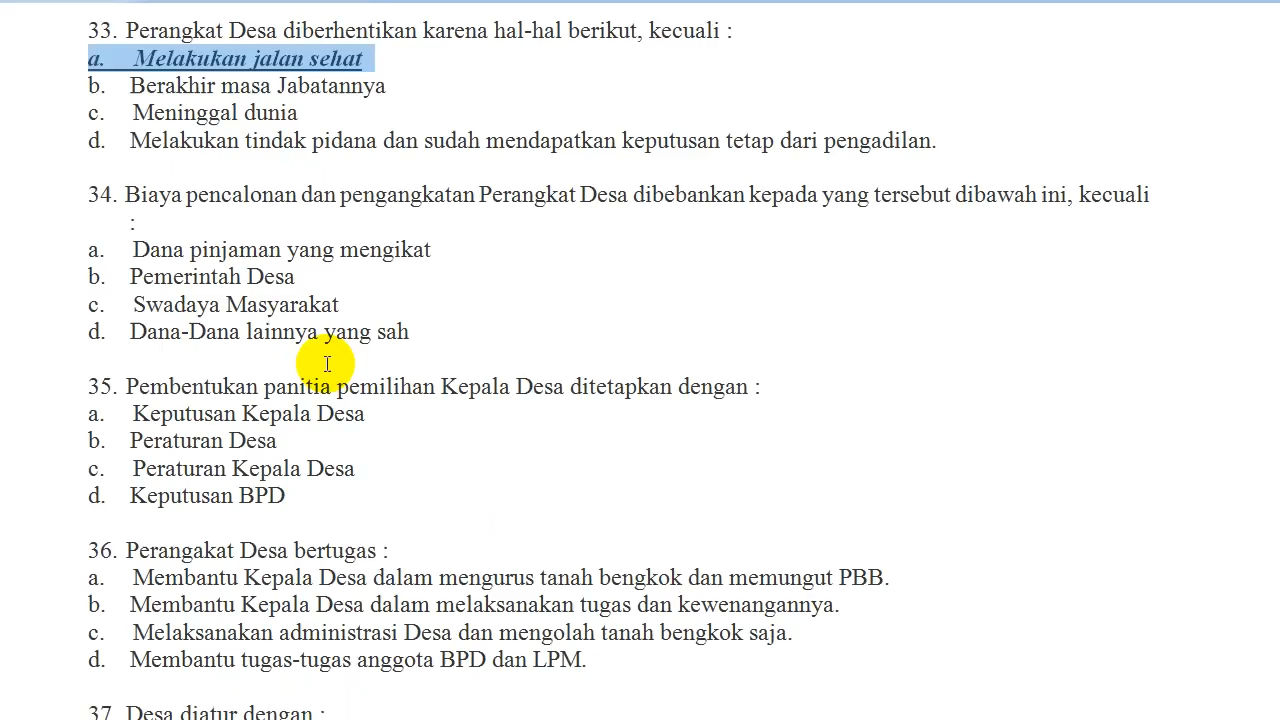 33. Perangkat Desa diberhentikan karena hal-hal berikut, kecuali :
a. Melakukan jalan sehat
b. Berakhir masa Jabatannya
c. Meninggal dunia
d. Melakukan tindak pidana dan sudah mendapatkan keputusan tetap dari pengadilan.
34. Biaya pencalonan dan pengangkatan Perangkat Desa dibebankan kepada yang tersebut dibawah ini, kecuali
:
a. Dana pinjaman yang mengikat
b. Pemerintah Desa
c. Swadaya Masyarakat
d. Dana-Dana lainnya yang sah
35. Pembentukan panitia pemilihan Kepala Desa ditetapkan dengan :
a. Keputusan Kepala Desa
b. Peraturan Desa
c. Peraturan Kepala Desa
d. Keputusan BPD
36. Perangakat Desa bertugas :
a. Membantu Kepala Desa dalam mengurus tanah bengkok dan memungut PBB.
b. Membantu Kepala Desa dalam melaksanakan tugas dan kewenangannya.
c. Melaksanakan administrasi Desa dan mengolah tanah bengkok saja.
d. Membantu tugas-tugas anggota BPD dan LPM.
37. Desa diatur dengan :